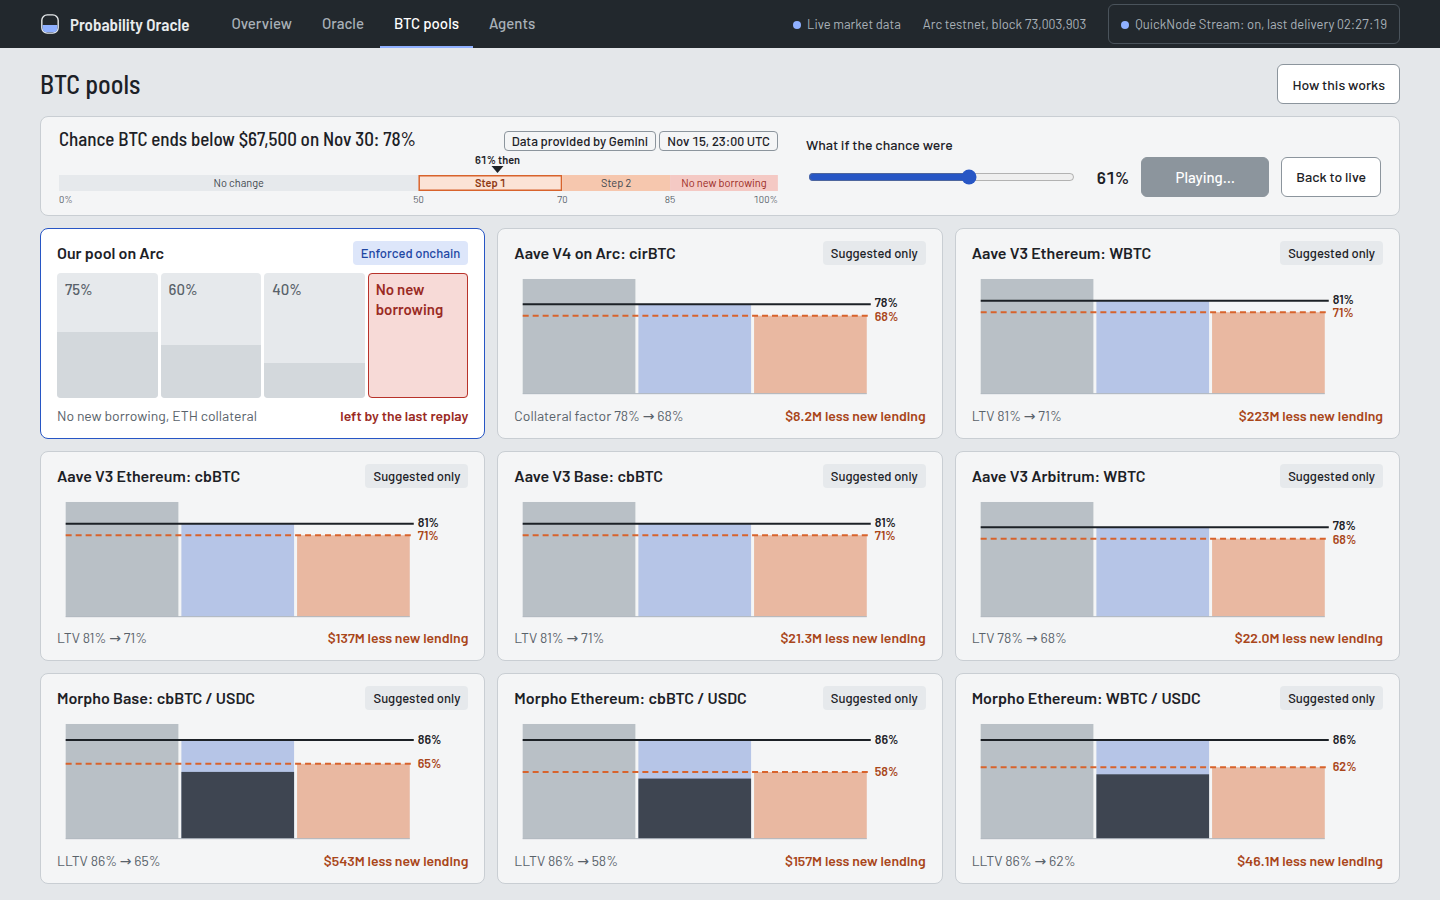 Probability Oracle
Overview
Oracle
BTC pools
Agents
Live market data
Arc testnet, block 73,003,903
QuickNode Stream: on, last delivery 02:27:19
BTC pools
How this works
Chance BTC ends below $67,500 on Nov 30: 78%
Data provided by Gemini
Nov 15, 23:00 UTC
61% then
No change
Step 1
Step 2
No new borrowing
0%
50
70
85
100%
What if the chance were
61%
Playing...
Back to live
Our pool on Arc
Enforced onchain
75%
60%
40%
No new
borrowing
No new borrowing, ETH collateral
left by the last replay
Aave V4 on Arc: cirBTC
Suggested only
78%
68%
Collateral factor 78% → 68%
$8.2M less new lending
Aave V3 Ethereum: WBTC
Suggested only
81%
71%
LTV 81% → 71%
$223M less new lending
Aave V3 Ethereum: cbBTC
Suggested only
81%
71%
LTV 81% → 71%
$137M less new lending
Aave V3 Base: cbBTC
Suggested only
81%
71%
LTV 81% → 71%
$21.3M less new lending
Aave V3 Arbitrum: WBTC
Suggested only
78%
68%
LTV 78% → 68%
$22.0M less new lending
Morpho Base: cbBTC / USDC
Suggested only
86%
65%
LLTV 86% → 65%
$543M less new lending
Morpho Ethereum: cbBTC / USDC
Suggested only
86%
58%
LLTV 86% → 58%
$157M less new lending
Morpho Ethereum: WBTC / USDC
Suggested only
86%
62%
LLTV 86% → 62%
$46.1M less new lending